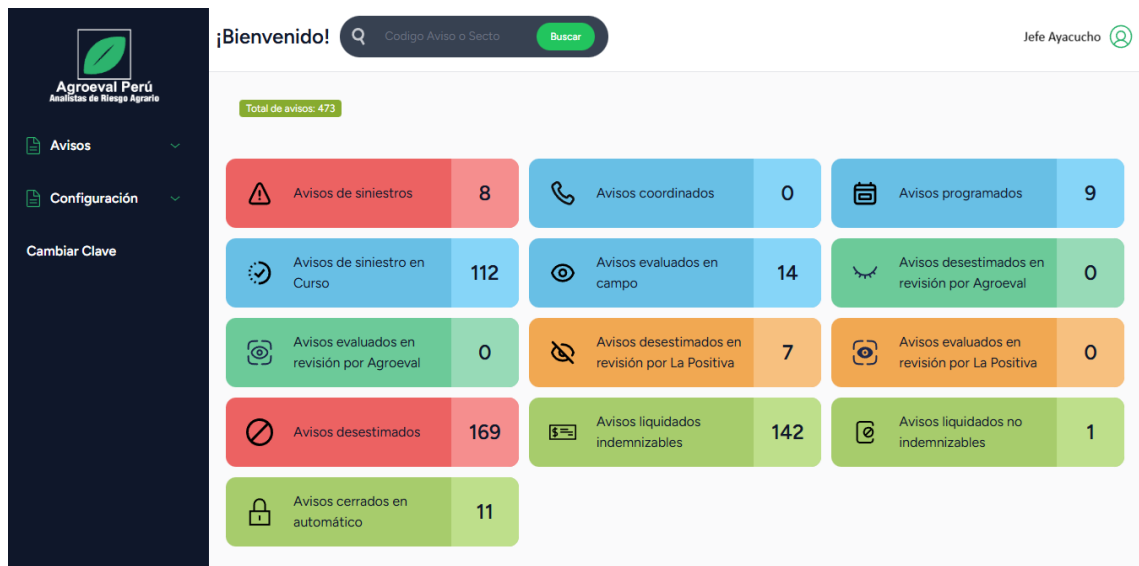 Agroeval Perú
Analistas de Riesgo Agrario
Avisos
Configuración
Cambiar Clave
¡Bienvenido!
Codigo Aviso o Secto
Buscar
Jefe Ayacucho
Total de avisos: 473
Avisos de siniestros
8
Avisos coordinados
0
Avisos programados
9
Avisos de siniestro en
Curso
112
Avisos evaluados en
campo
14
Avisos desestimados en
revisión por Agroeval
0
Avisos evaluados en
revisión por Agroeval
0
Avisos desestimados en
revisión por La Positiva
7
Avisos evaluados en
revisión por La Positiva
0
Avisos desestimados
169
Avisos liquidados
indemnizables
142
Avisos liquidados no
indemnizables
1
Avisos cerrados en
automático
11